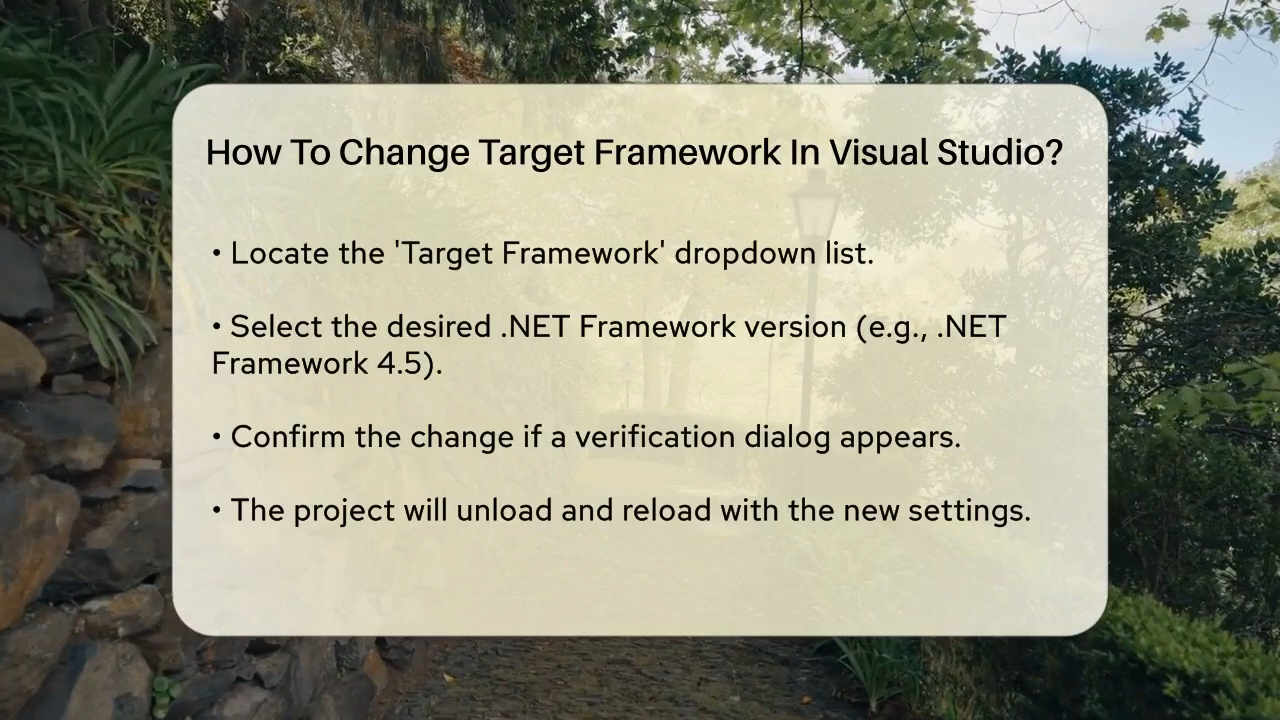 How To Change Target Framework In Visual Studio?
• Locate the 'Target Framework' dropdown list.
• Select the desired .NET Framework version (e.g., .NET
Framework 4.5).
• Confirm the change if a verification dialog appears.
• The project will unload and reload with the new settings.